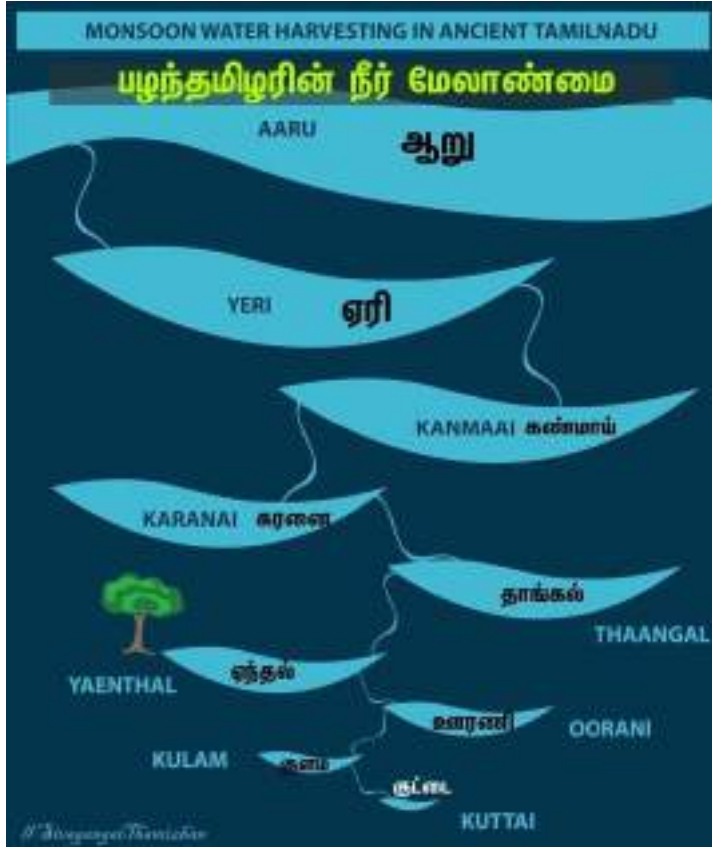 MONSOON WATER HARVESTING IN ANCIENT TAMILNADU
பழந்தமிழரின் நீர் மேலாண்மை
AARU ஆறு
YERI ஏரி
KANMAAI கண்மாய்
KARANAI கரணை
தாங்கல்
THAANGAL
ஏந்தல்
YAENTHAL
ஊரணி OORANI
KULAM குளம்
குட்டை
KUTTAI
//SivagangaiThamizhan